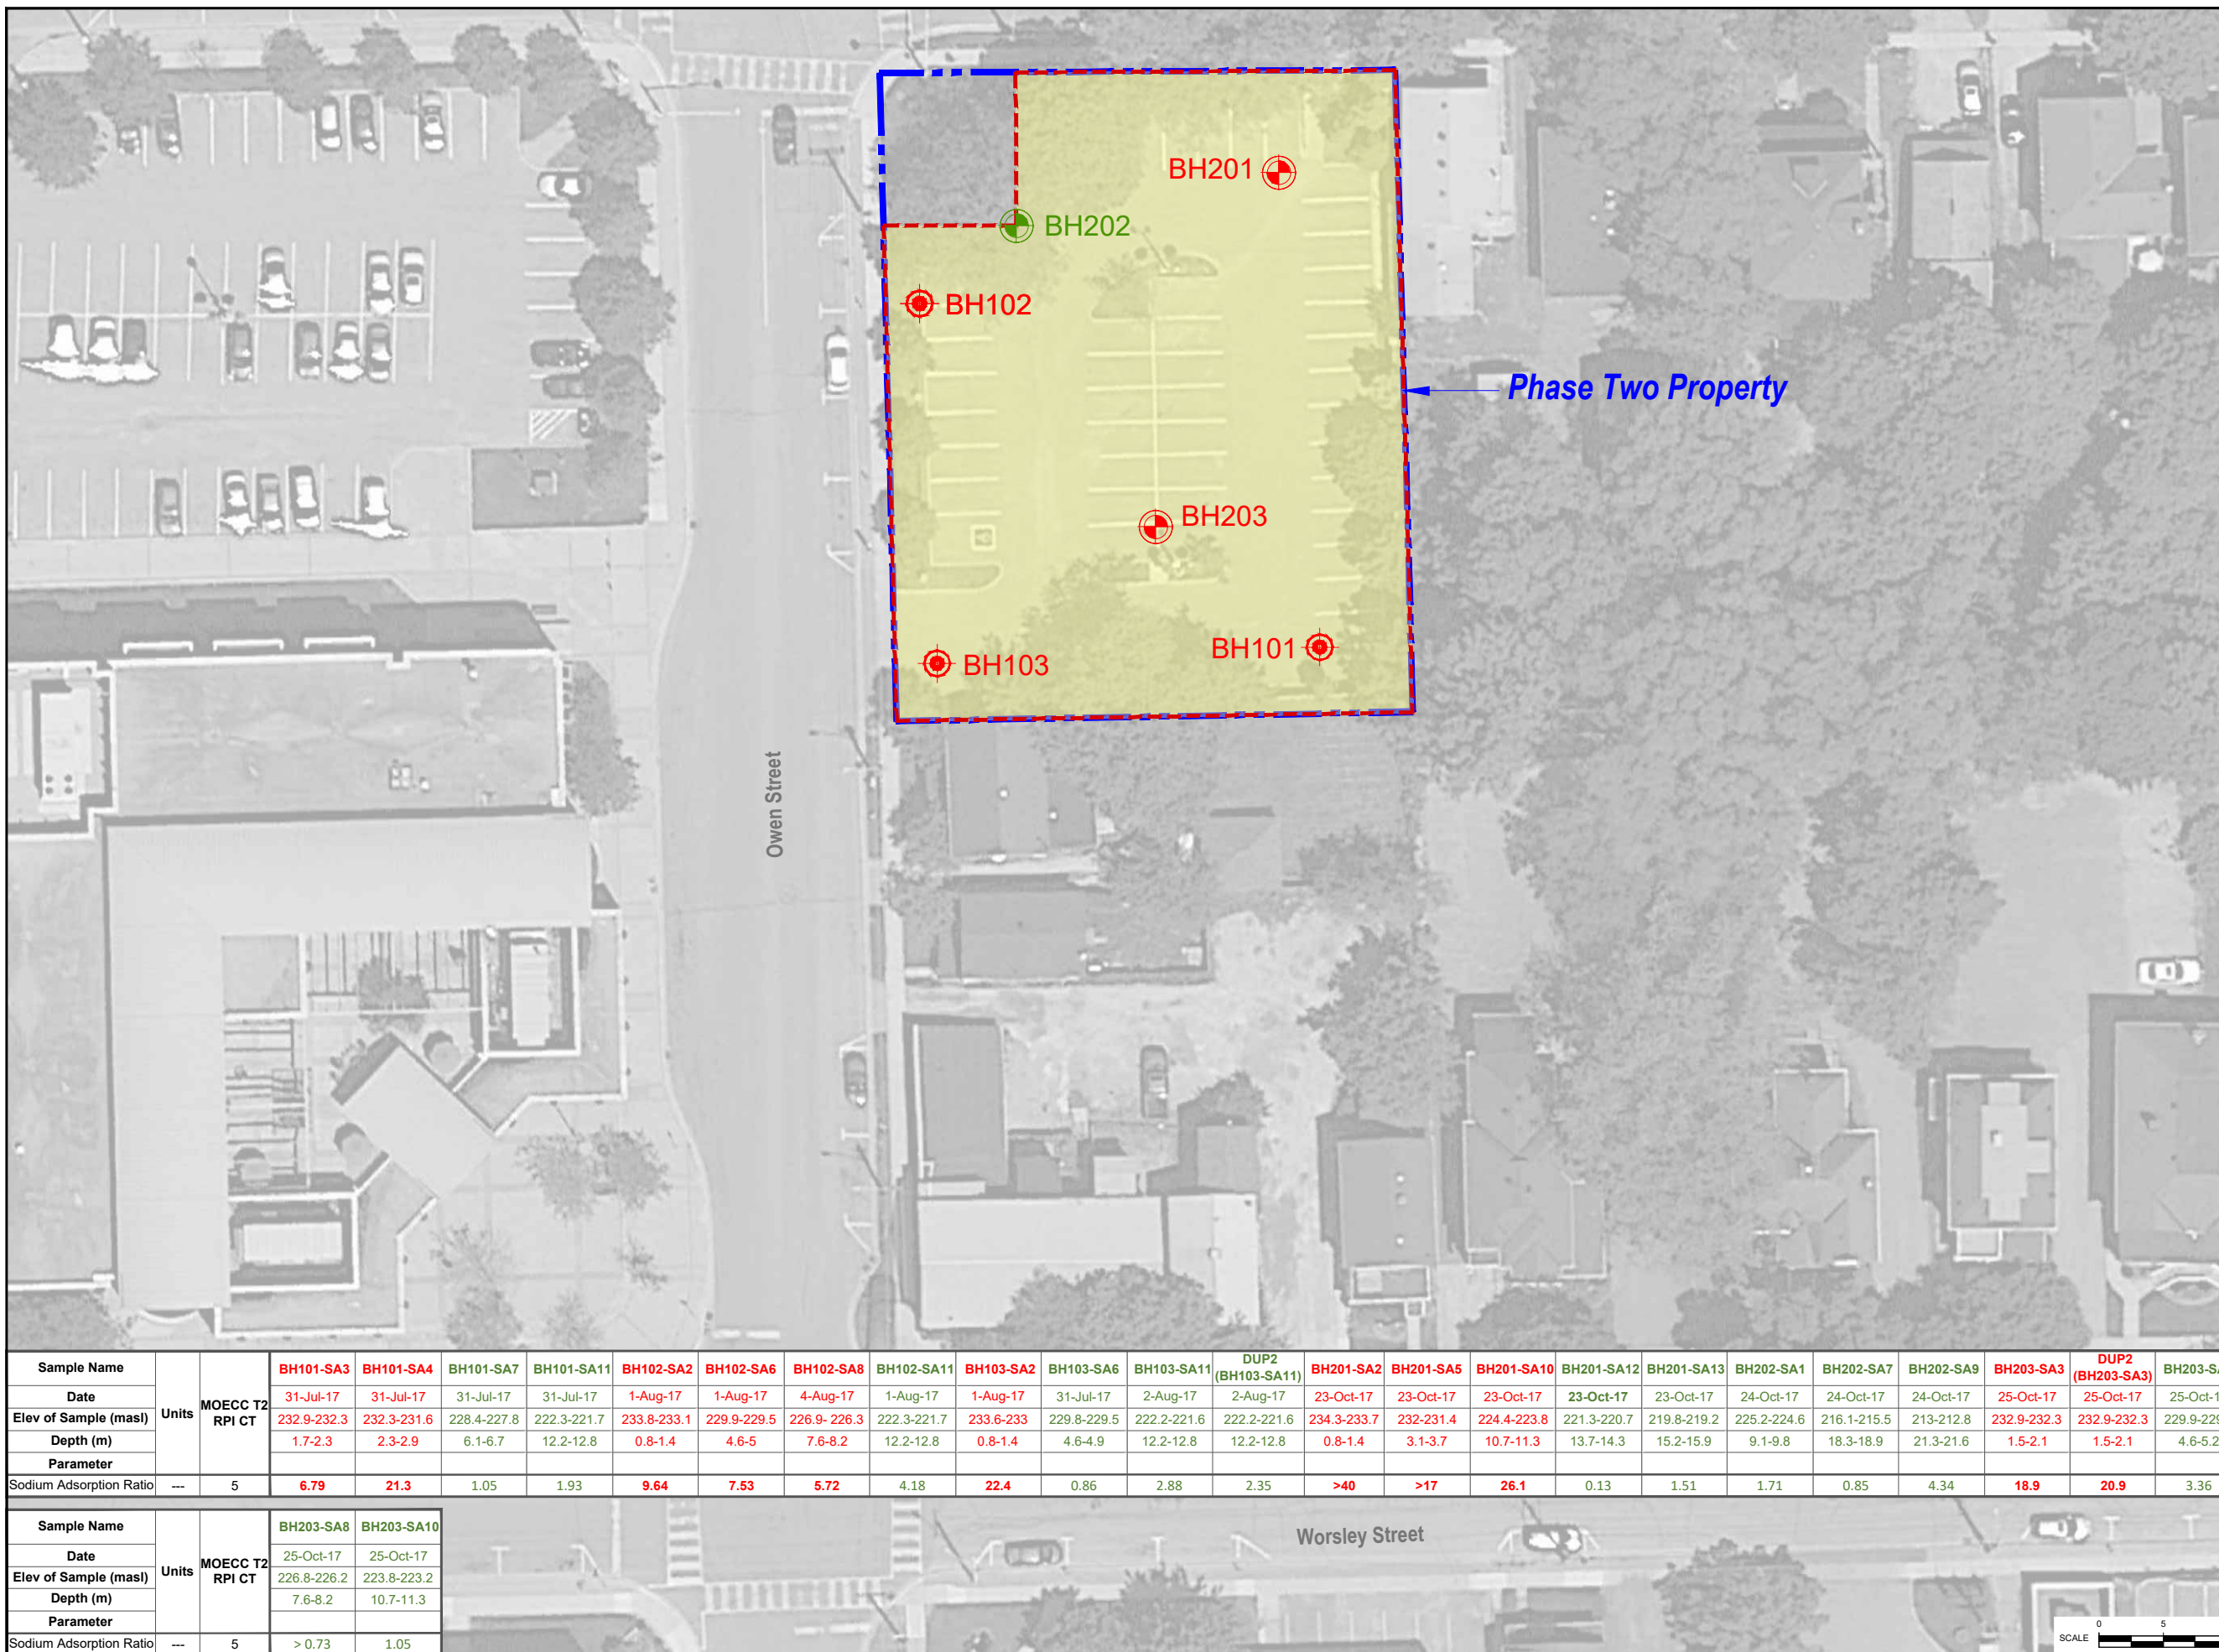 BH201
BH202
BH102
Phase Two Property
BH203
BH101
BH103
Owen Street
Sample Name Units MOECC T2 RPI CT BH101-SA3 BH101-SA4 BH101-SA7 BH101-SA11 BH102-SA2 BH102-SA6 BH102-SA8 BH102-SA11 BH103-SA2 BH103-SA6 BH103-SA11 DUP2 (BH103-SA11) BH201-SA2 BH201-SA5 BH201-SA10 BH201-SA12 BH201-SA13 BH202-SA1 BH202-SA7 BH202-SA9 BH203-SA3 DUP2 (BH203-SA3)
Date 31-Jul-17 31-Jul-17 31-Jul-17 31-Jul-17 1-Aug-17 1-Aug-17 4-Aug-17 1-Aug-17 1-Aug-17 31-Jul-17 2-Aug-17 2-Aug-17 23-Oct-17 23-Oct-17 23-Oct-17 23-Oct-17 23-Oct-17 24-Oct-17 24-Oct-17 24-Oct-17 25-Oct-17 25-Oct-17
Elev of Sample (masl) 232.9-232.3 232.3-231.6 228.4-227.8 222.3-221.7 233.8-233.1 229.9-229.5 226.9- 226.3 222.3-221.7 233.6-233 229.8-229.5 222.2-221.6 222.2-221.6 234.3-233.7 232-231.4 224.4-223.8 221.3-220.7 219.8-219.2 225.2-224.6 216.1-215.5 213-212.8 232.9-232.3 232.9-232.3
Depth (m) 1.7-2.3 2.3-2.9 6.1-6.7 12.2-12.8 0.8-1.4 4.6-5 7.6-8.2 12.2-12.8 0.8-1.4 4.6-4.9 12.2-12.8 12.2-12.8 0.8-1.4 3.1-3.7 10.7-11.3 13.7-14.3 15.2-15.9 9.1-9.8 18.3-18.9 21.3-21.6 1.5-2.1 1.5-2.1 4.6-5.2
Parameter
Sodium Adsorption Ratio --- 5 6.79 21.3 1.05 1.93 9.64 7.53 5.72 4.18 22.4 0.86 2.88 2.35 >40 >17 26.1 0.13 1.51 1.71 0.85 4.34 18.9 20.9 3.36
Sample Name Units MOECC T2 RPI CT BH203-SA8 BH203-SA10
Date 25-Oct-17 25-Oct-17
Elev of Sample (masl) 226.8-226.2 223.8-223.2
Depth (m) 7.6-8.2 10.7-11.3
Parameter
Sodium Adsorption Ratio --- 5 > 0.73 1.05
Worsley Street
SCALE 0 5